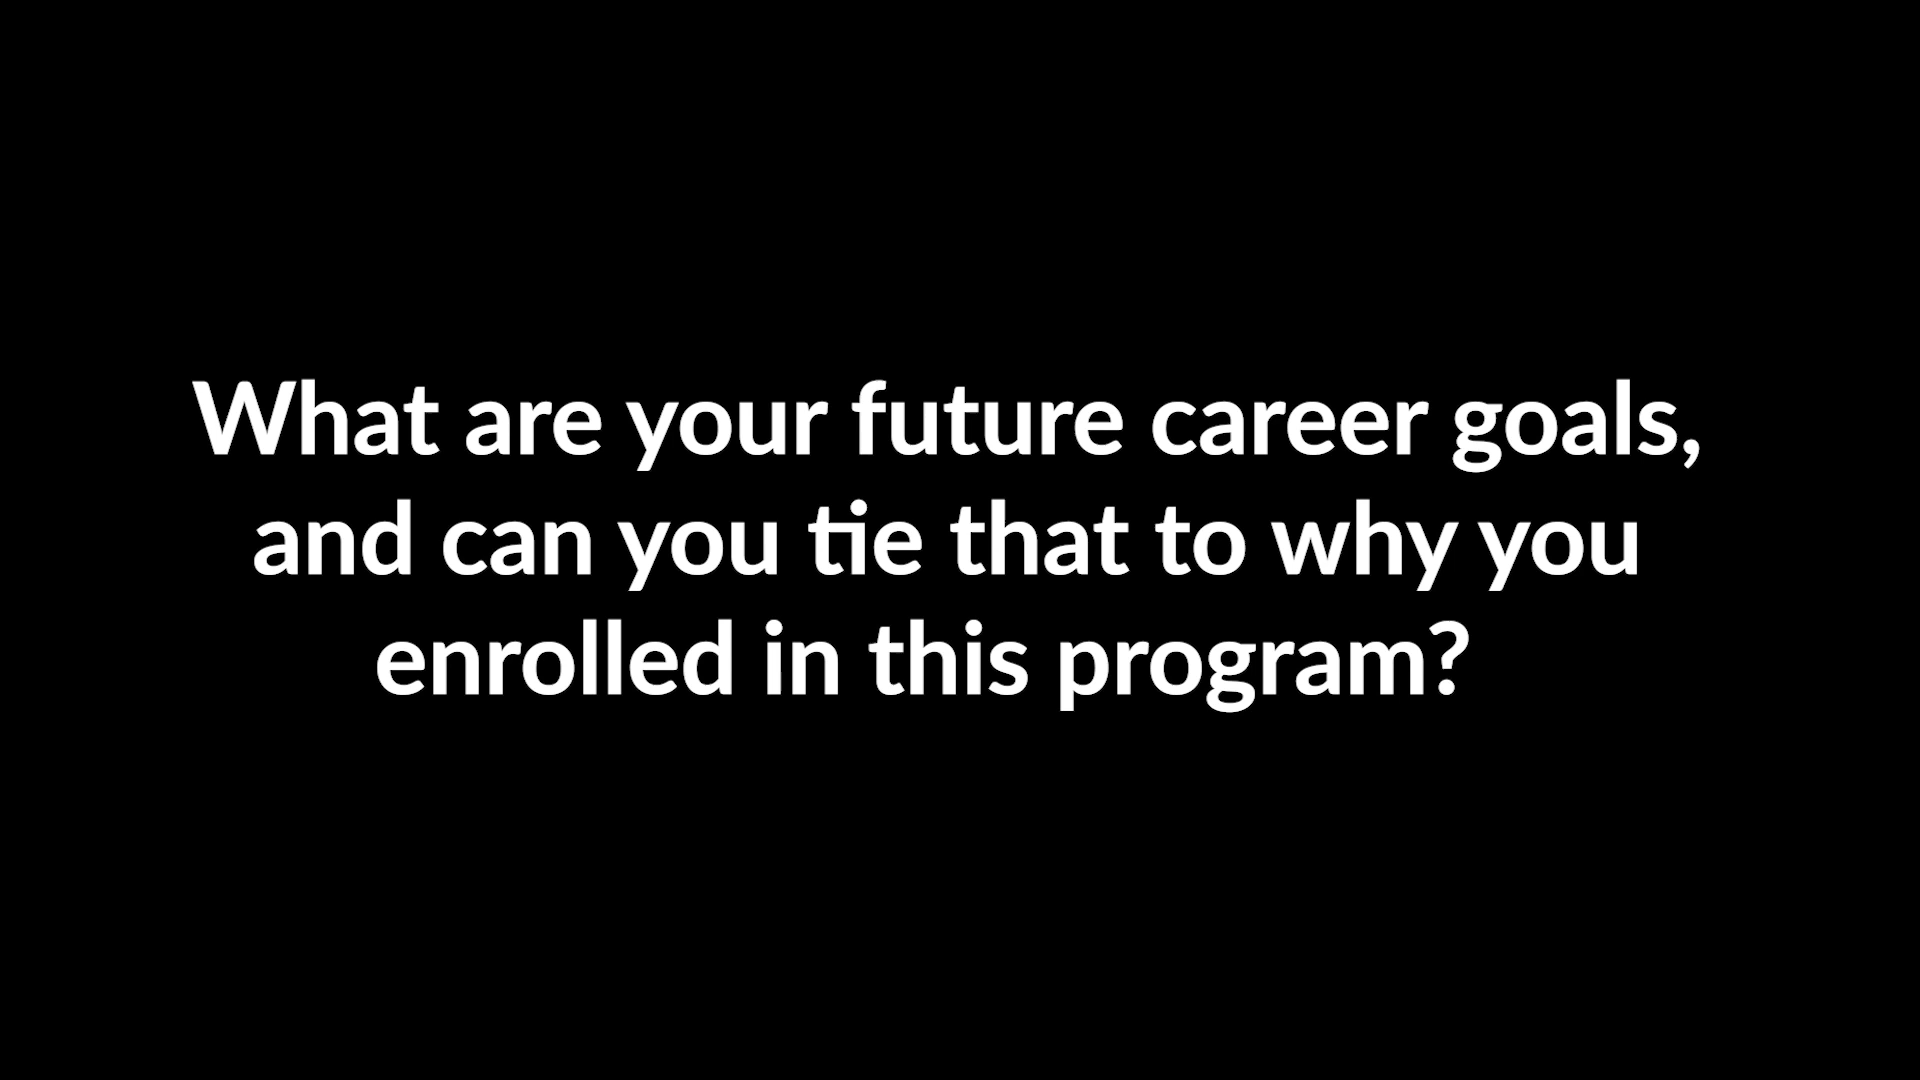 What are your future career goals,
and can you tie that to why you
enrolled in this program?